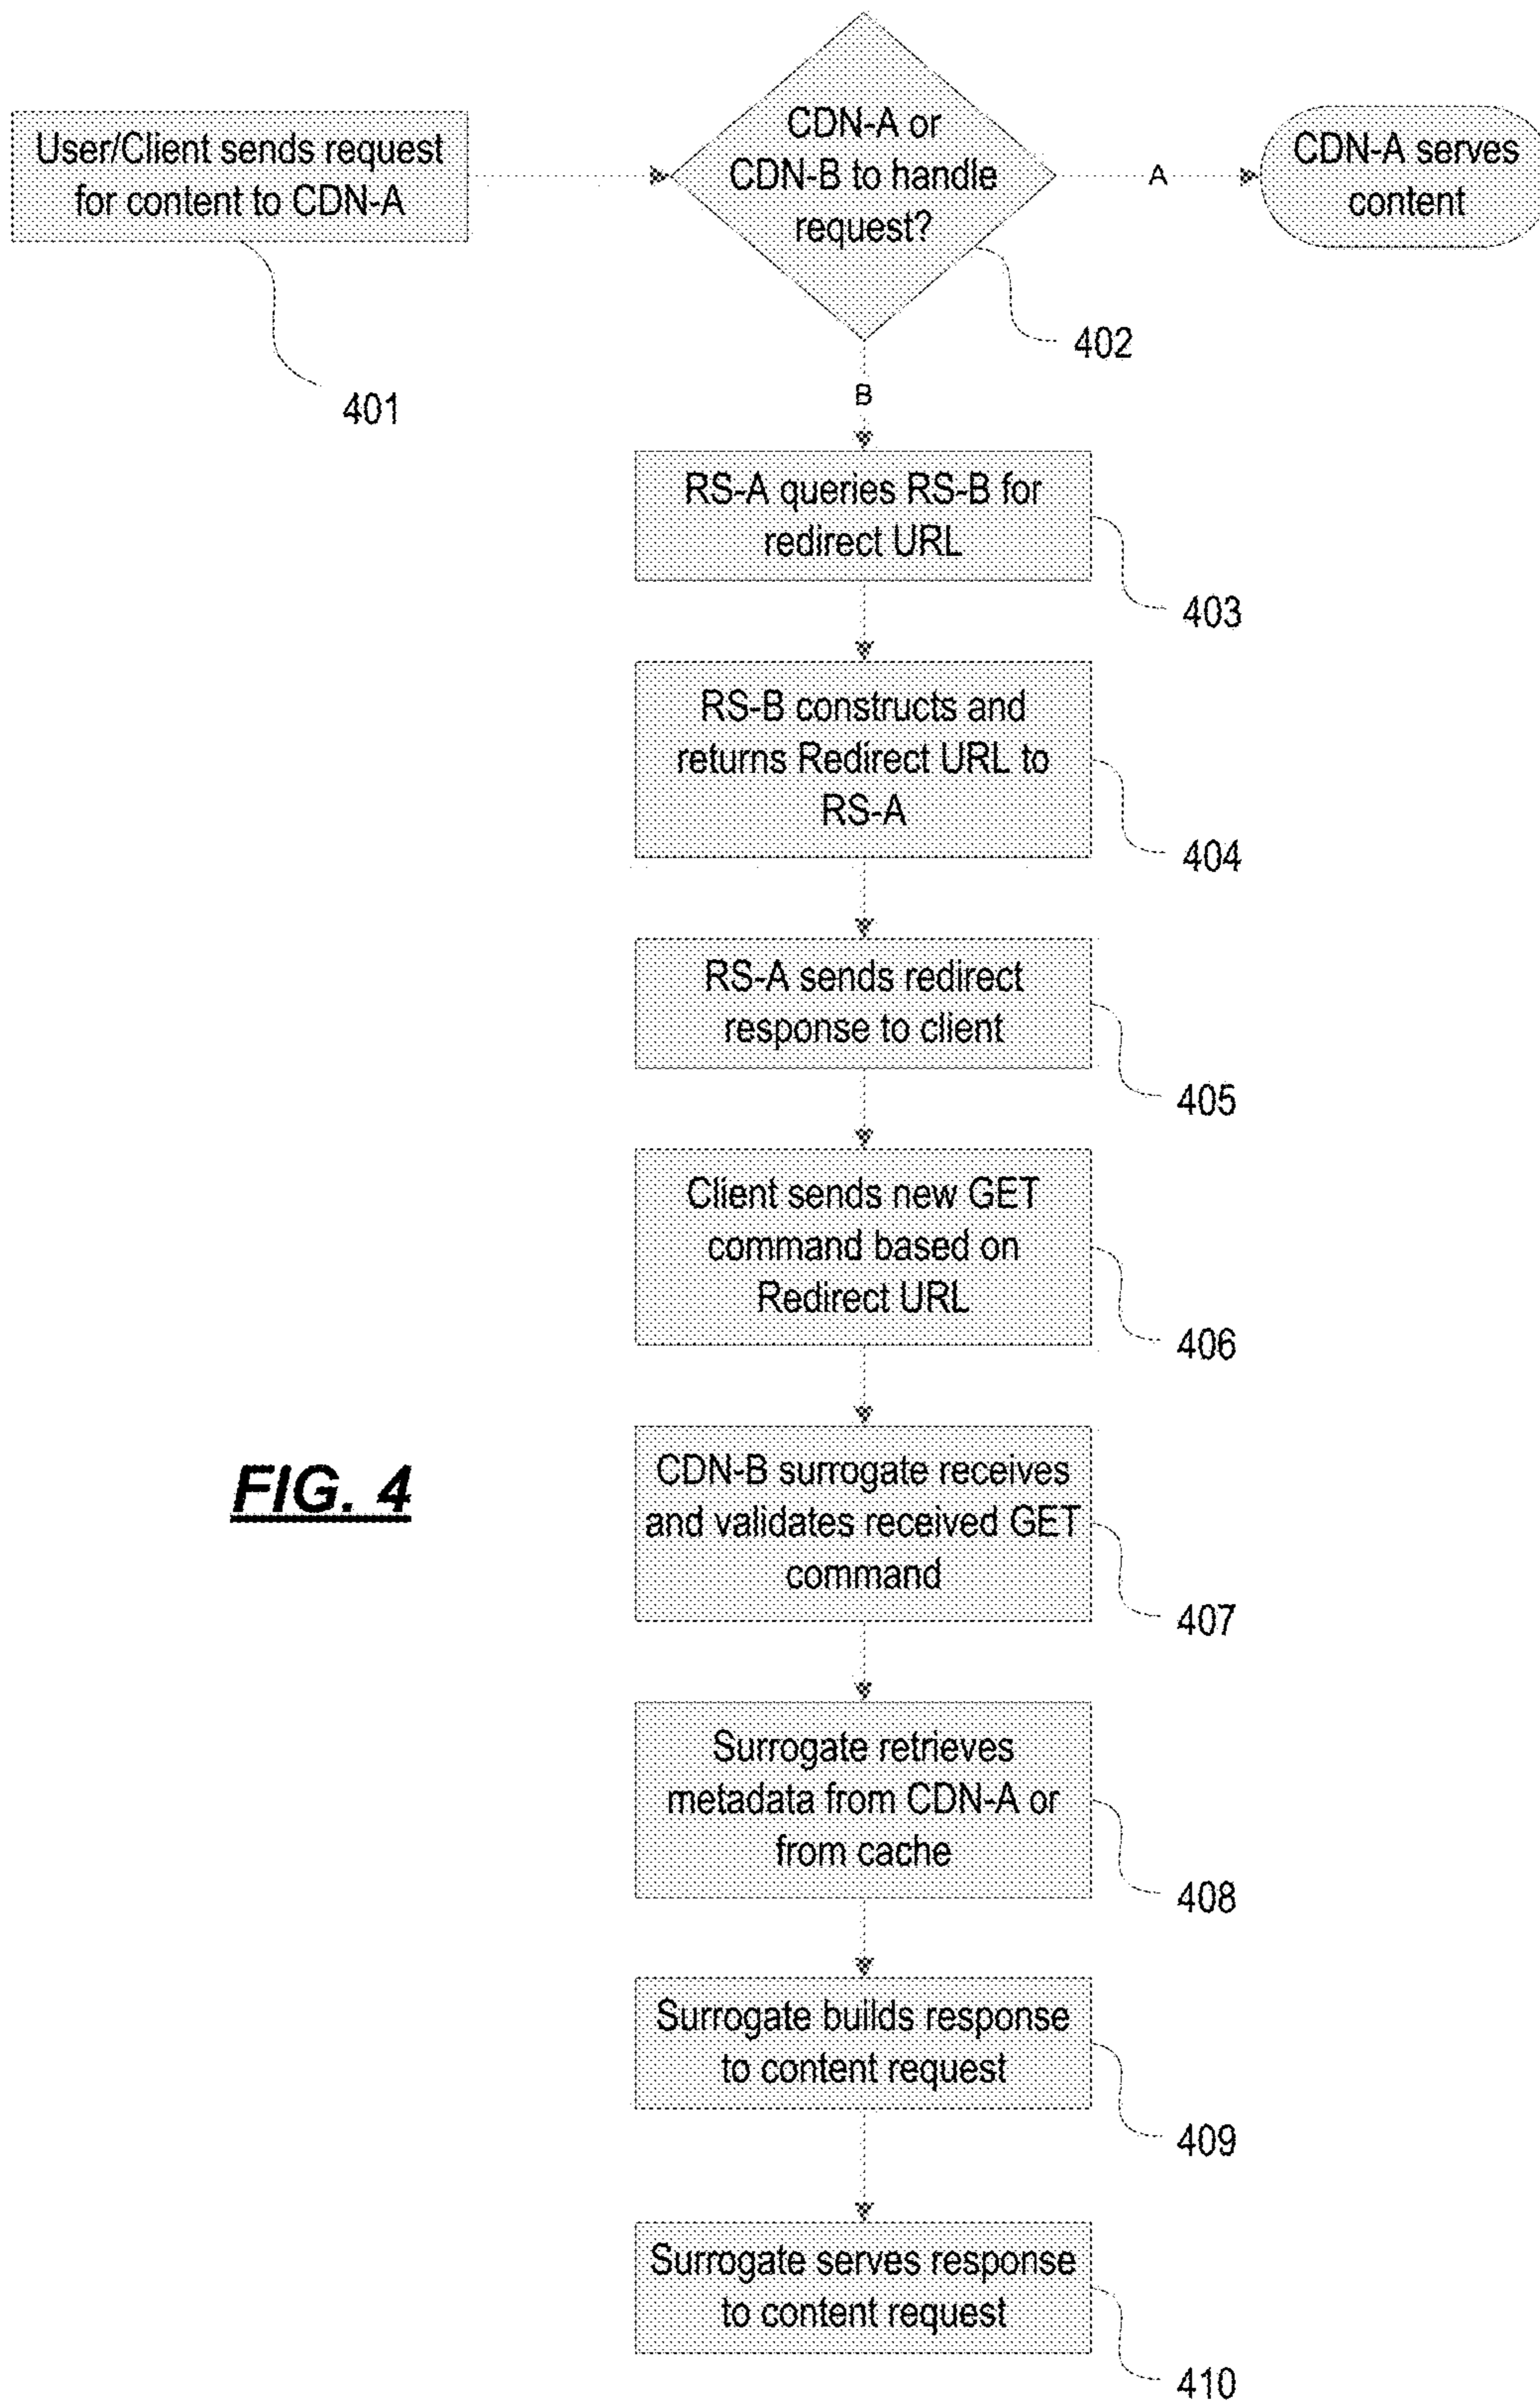 User/Client sends request
for content to CDN-A
401
CDN-A or
CDN-B to handle
request?
402
A
CDN-A serves
content
B
RS-A queries RS-B for
redirect URL
403
RS-B constructs and
returns Redirect URL to
RS-A
404
RS-A sends redirect
response to client
405
Client sends new GET
command based on
Redirect URL
406
CDN-B surrogate receives
and validates received GET
command
407
FIG. 4
Surrogate retrieves
metadata from CDN-A or
from cache
408
Surrogate builds response
to content request
409
Surrogate serves response
to content request
410